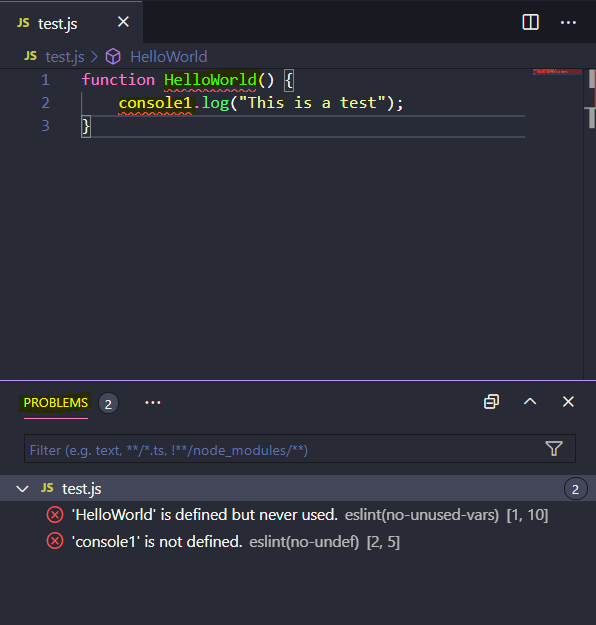 JS test.js
JS test.js > HelloWorld
1 function HelloWorld() {
2 console1.log("This is a test");
3 }
PROBLEMS 2 ...
Filter (e.g. text, **/*.ts, !**/node_modules/**)
JS test.js 2
'HelloWorld' is defined but never used. eslint(no-unused-vars) [1, 10]
'console1' is not defined. eslint(no-undef) [2, 5]